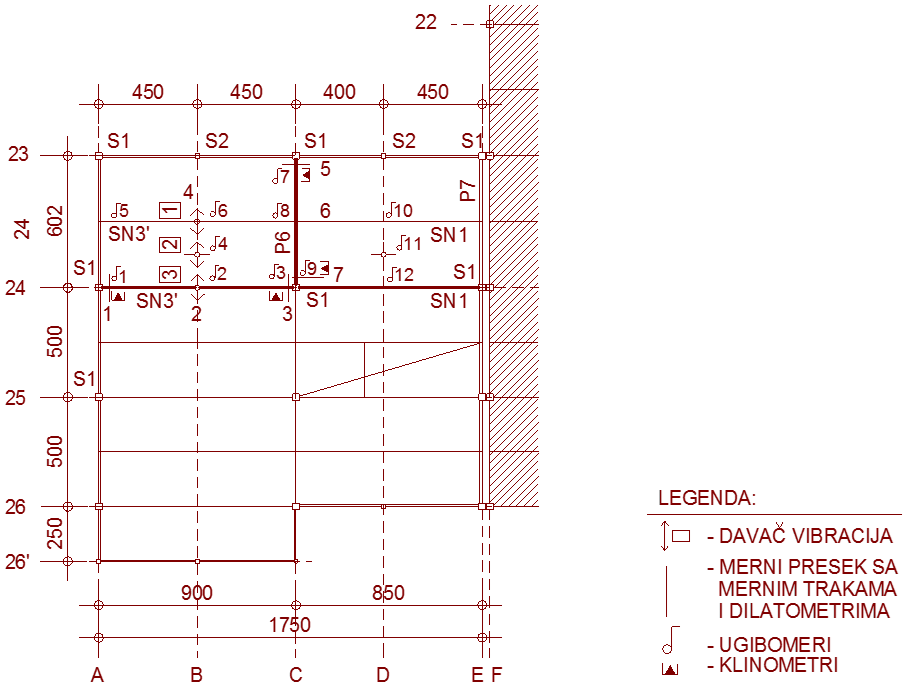 22
450 450 400 450
S1 S2 S1 S2 S1
23
5
7
P7
4
1
5 6 8 6 10
24 602
SN3' SN1
2 4 P6 11
S1 3 1 2 3 9 7 12 S1
24
SN3' S1 SN1
1 2 3
500
S1
25
500
26
250
26'
900 850
1750
A B C D E F
LEGENDA:
- DAVAČ VIBRACIJA
- MERNI PRESEK SA
MERNIM TRAKAMA
I DILATOMETRIMA
- UGIBOMERI
- KLINOMETRI